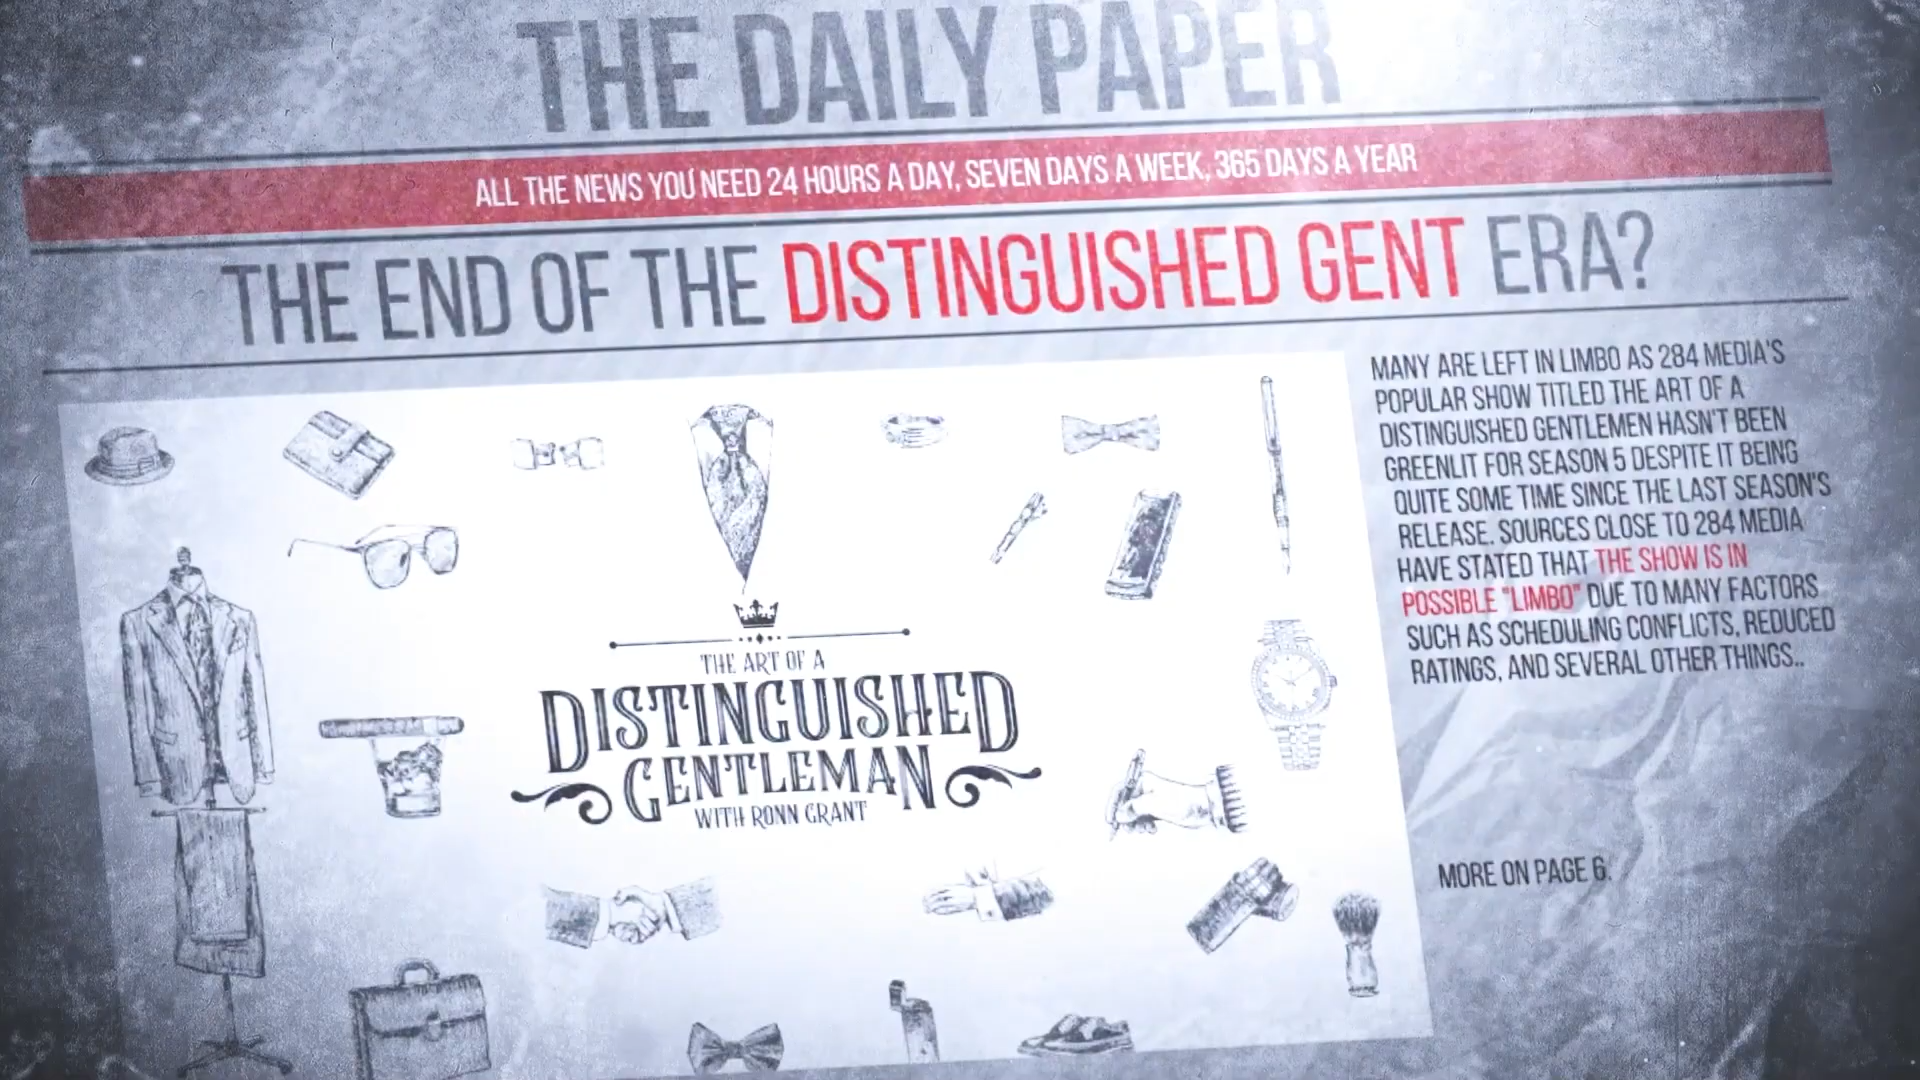 THE DAILY PAPER
ALL THE NEWS YOU NEED 24 HOURS A DAY, SEVEN DAYS A WEEK, 365 DAYS A YEAR
THE END OF THE DISTINGUISHED GENT ERA?
THE ART OF A
DISTINGUISHED
GENTLEMAN
WITH RONN GRANT
MANY ARE LEFT IN LIMBO AS 284 MEDIA'S
POPULAR SHOW TITLED THE ART OF A
DISTINGUISHED GENTLEMEN HASN'T BEEN
GREENLIT FOR SEASON 5 DESPITE IT BEING
QUITE SOME TIME SINCE THE LAST SEASON'S
RELEASE. SOURCES CLOSE TO 284 MEDIA
HAVE STATED THAT THE SHOW IS IN
POSSIBLE "LIMBO" DUE TO MANY FACTORS
SUCH AS SCHEDULING CONFLICTS, REDUCED
RATINGS, AND SEVERAL OTHER THINGS..
MORE ON PAGE 6.